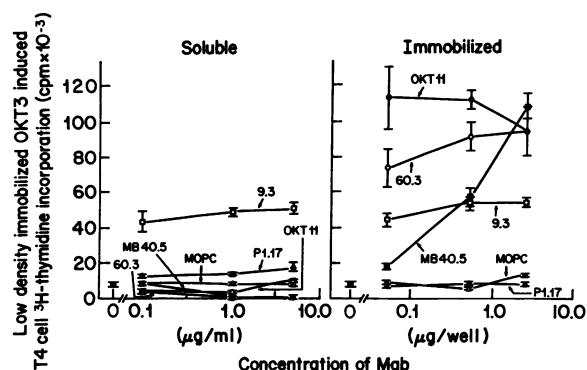 Soluble
Immobilized
Low density immobilized OKT3 induced
T4 cell ³H-thymidine incorporation (cpm×10⁻³)
120
100
80
60
40
20
0
9.3
OKT11
60.3
MB40.5
MOPC
P1.17
0
0.1
1.0
10.0
(µg/ml)
OKT11
60.3
9.3
MB40.5
MOPC
P1.17
0
0.1
1.0
10.0
(µg/well)
Concentration of Mab